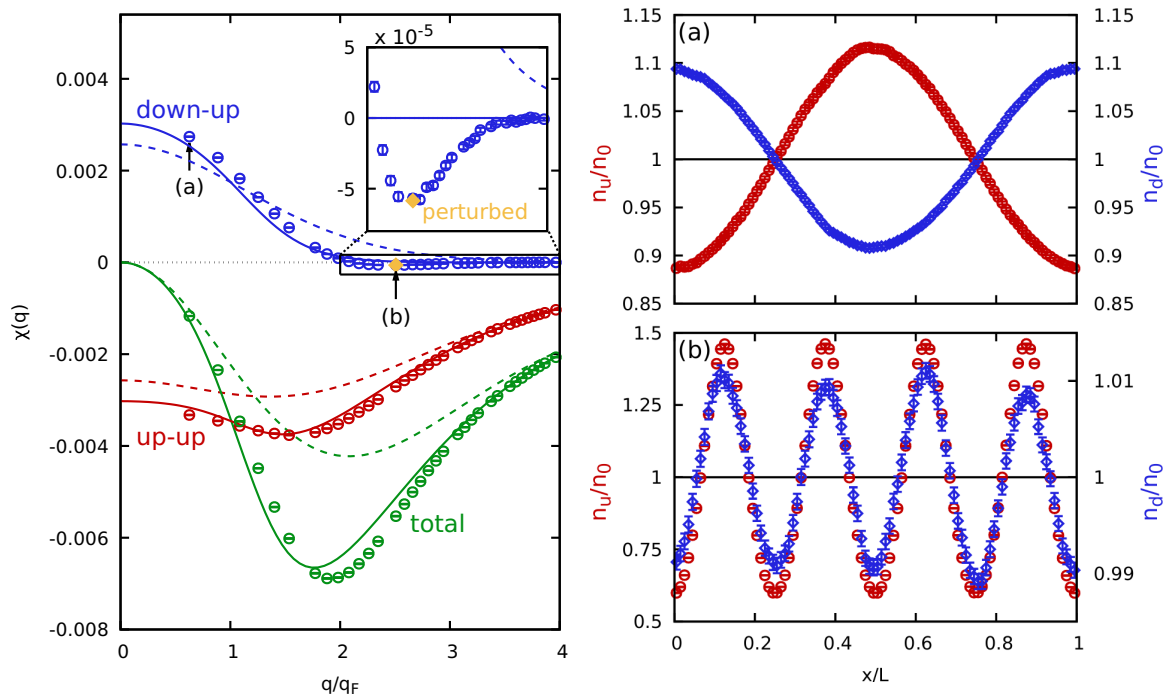 x 10^-5
5
0
-5
perturbed
0.004
0.002
0
-0.002
-0.004
-0.006
-0.008
χ(q)
down-up
(a)
(b)
up-up
total
0 1 2 3 4
q/q_F
(a)
1.15
1.1
1.05
1
0.95
0.9
0.85
n_u/n_0
1.15
1.10
1.05
1
0.95
0.9
0.85
n_d/n_0
(b)
1.5
1.25
1
0.75
0.5
n_u/n_0
1.01
1
0.99
n_d/n_0
0 0.2 0.4 0.6 0.8 1
x/L